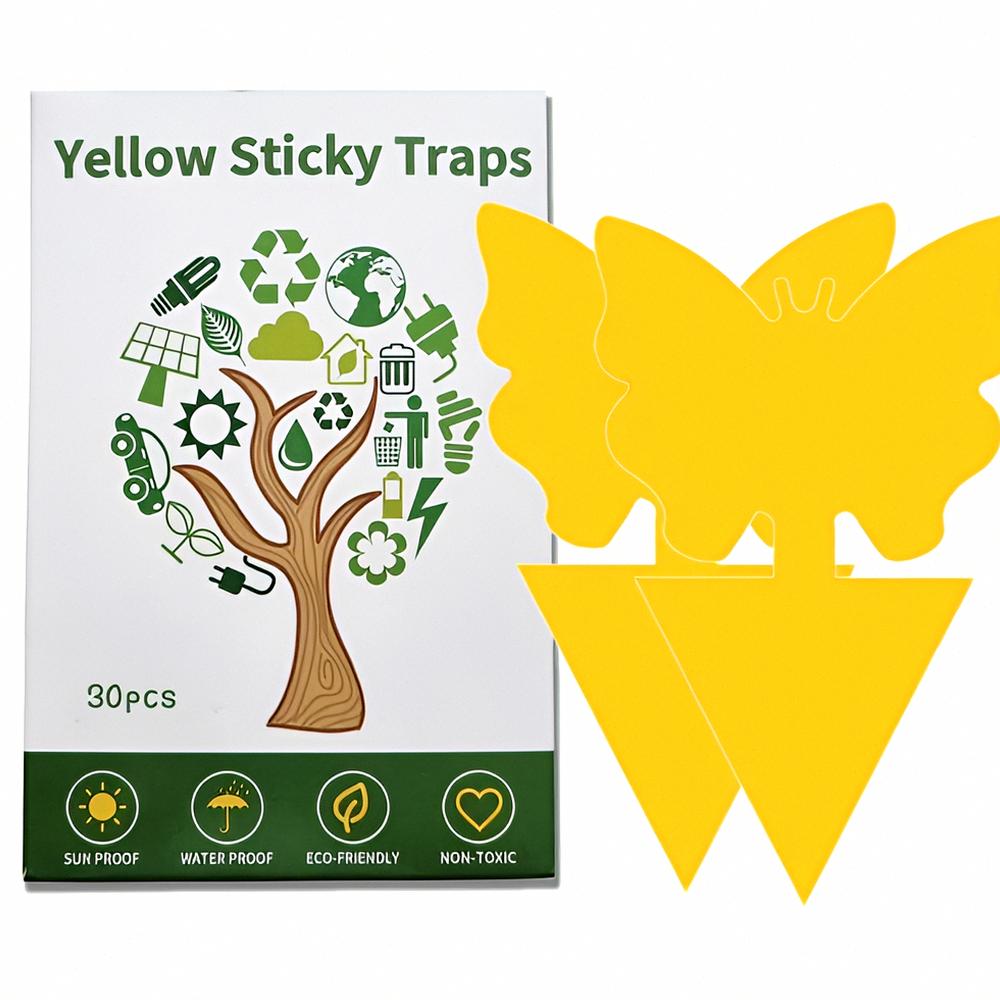 Yellow Sticky Traps
30pcs
SUN PROOF
WATER PROOF
ECO-FRIENDLY
NON-TOXIC